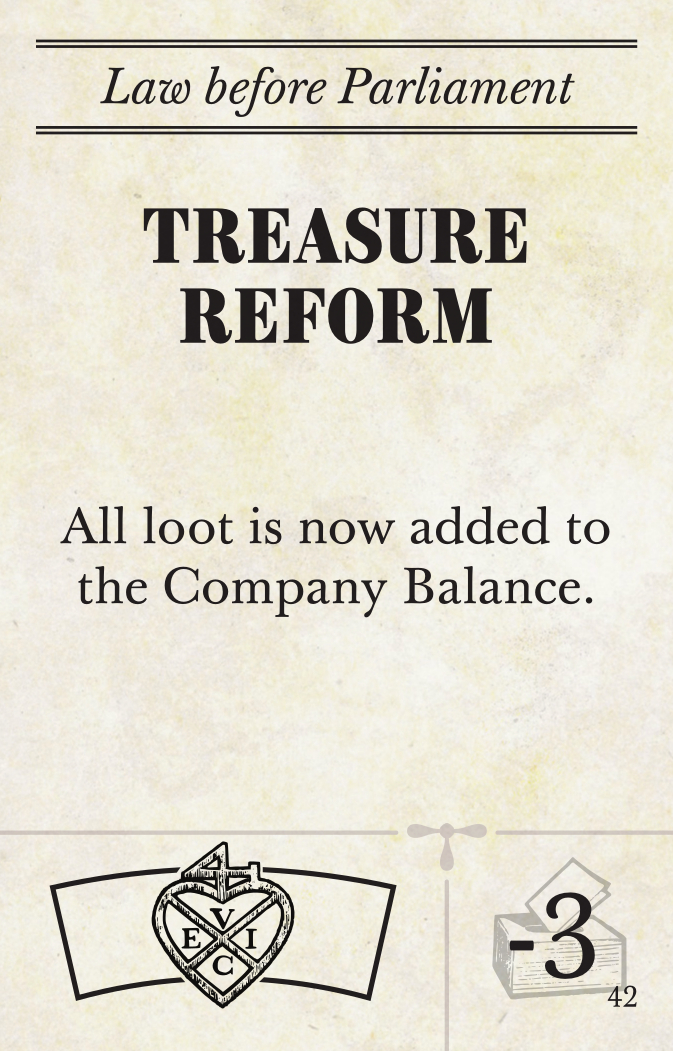 Law before Parliament
TREASURE
REFORM
All loot is now added to
the Company Balance.
V
E I
C
-3
42